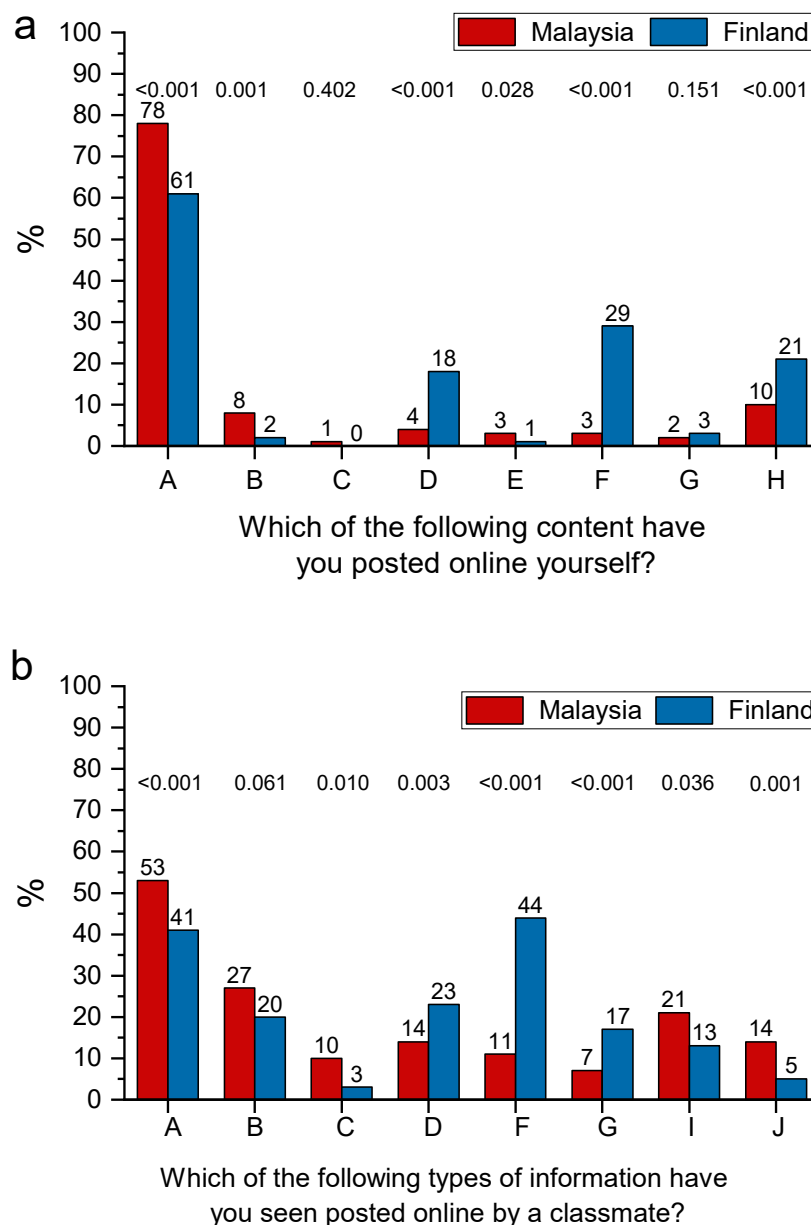 a
Malaysia Finland
100
90
80
70
60
50
40
30
20
10
0
%
<0.001 0.001 0.402 <0.001 0.028 <0.001 0.151 <0.001
78 61 8 2 1 0 4 18 3 1 3 29 2 3 10 21
A B C D E F G H
Which of the following content have
you posted online yourself?
b
Malaysia Finland
100
90
80
70
60
50
40
30
20
10
0
%
<0.001 0.061 0.010 0.003 <0.001 <0.001 0.036 0.001
53 41 27 20 10 3 14 23 11 44 7 17 21 13 14 5
A B C D F G I J
Which of the following types of information have
you seen posted online by a classmate?